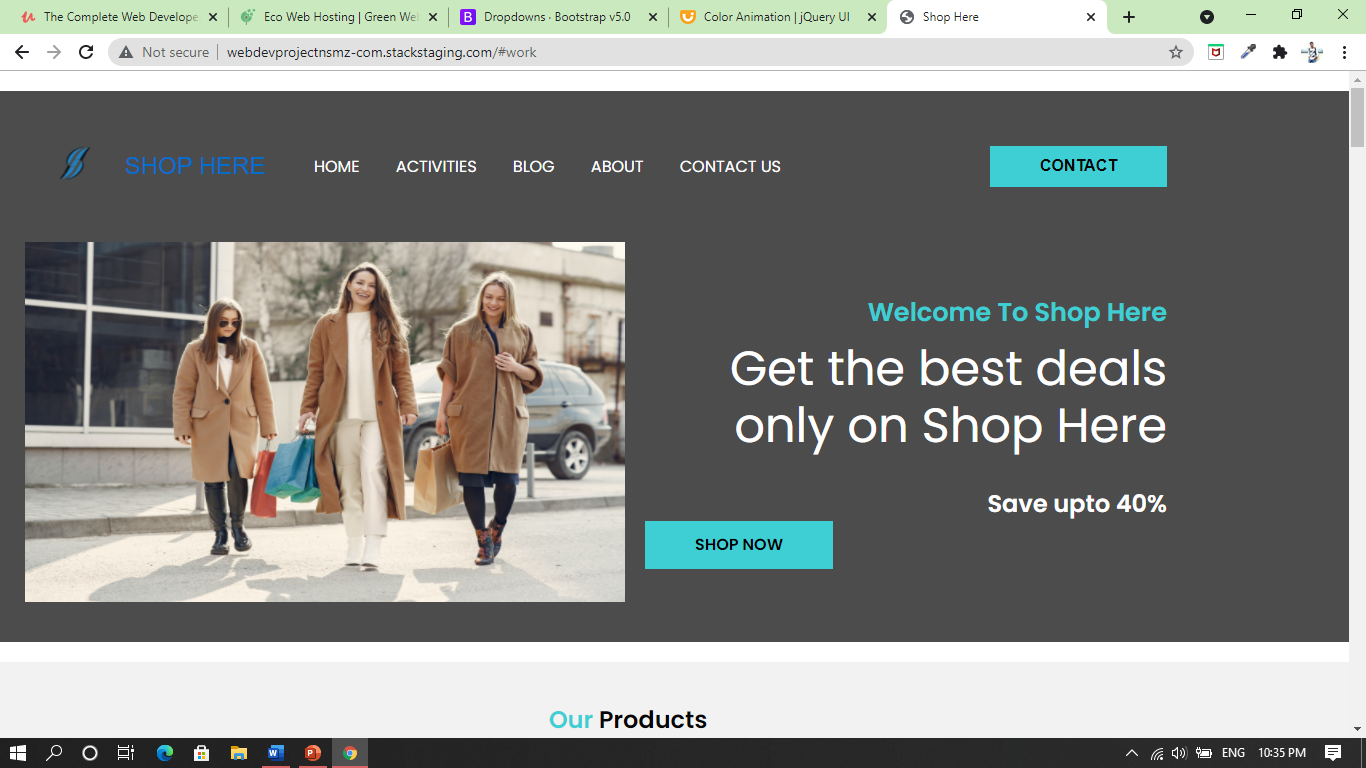 The Complete Web Develope
Eco Web Hosting | Green We
Dropdowns · Bootstrap v5.0
Color Animation | jQuery UI
Shop Here
Not secure
webdevprojectnsmz-com.stackstaging.com/#work
SHOP HERE
HOME
ACTIVITIES
BLOG
ABOUT
CONTACT US
CONTACT
Welcome To Shop Here
Get the best deals
only on Shop Here
Save upto 40%
SHOP NOW
Our Products
ENG
10:35 PM